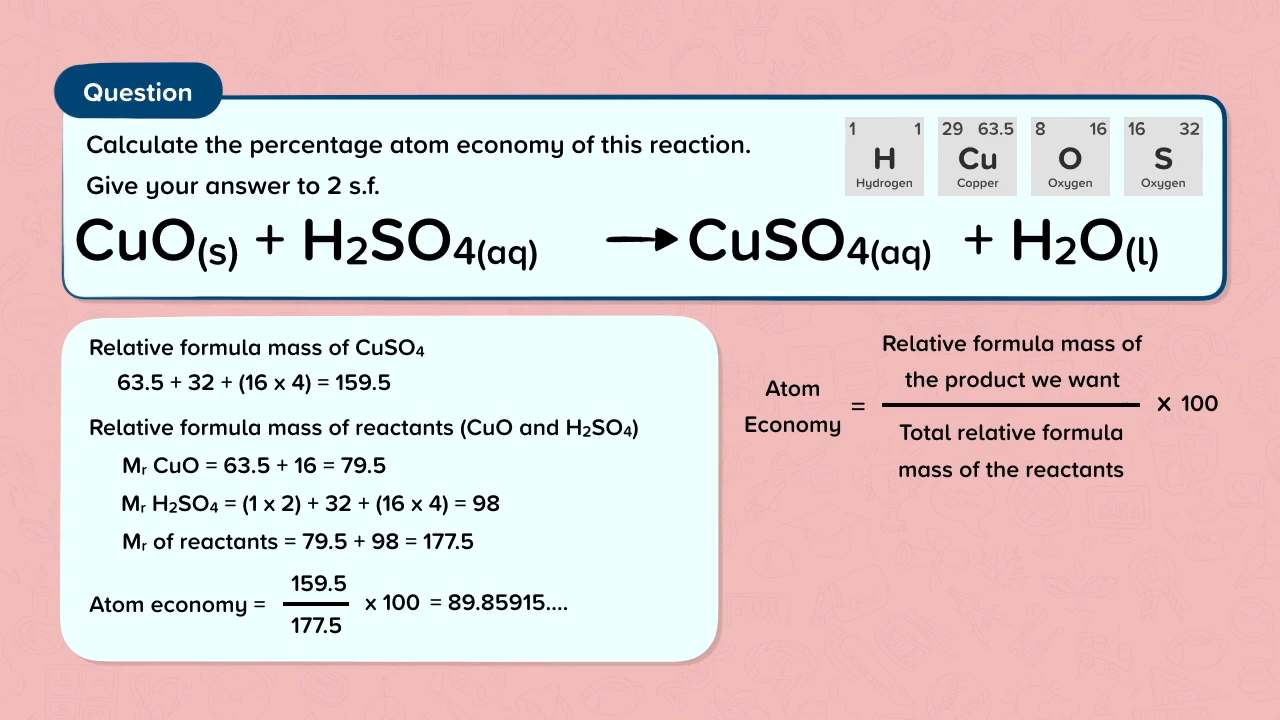 Question
Calculate the percentage atom economy of this reaction.
Give your answer to 2 s.f.
1 1
H
Hydrogen
29 63.5
Cu
Copper
8 16
O
Oxygen
16 32
S
Oxygen
CuO(s) + H₂SO₄(aq) → CuSO₄(aq) + H₂O(l)
Relative formula mass of CuSO₄
63.5 + 32 + (16 x 4) = 159.5
Relative formula mass of reactants (CuO and H₂SO₄)
Mᵣ CuO = 63.5 + 16 = 79.5
Mᵣ H₂SO₄ = (1 x 2) + 32 + (16 x 4) = 98
Mᵣ of reactants = 79.5 + 98 = 177.5
Atom economy = 159.5 / 177.5 x 100 = 89.85915....
Atom
Economy
=
Relative formula mass of
the product we want
Total relative formula
mass of the reactants
x 100